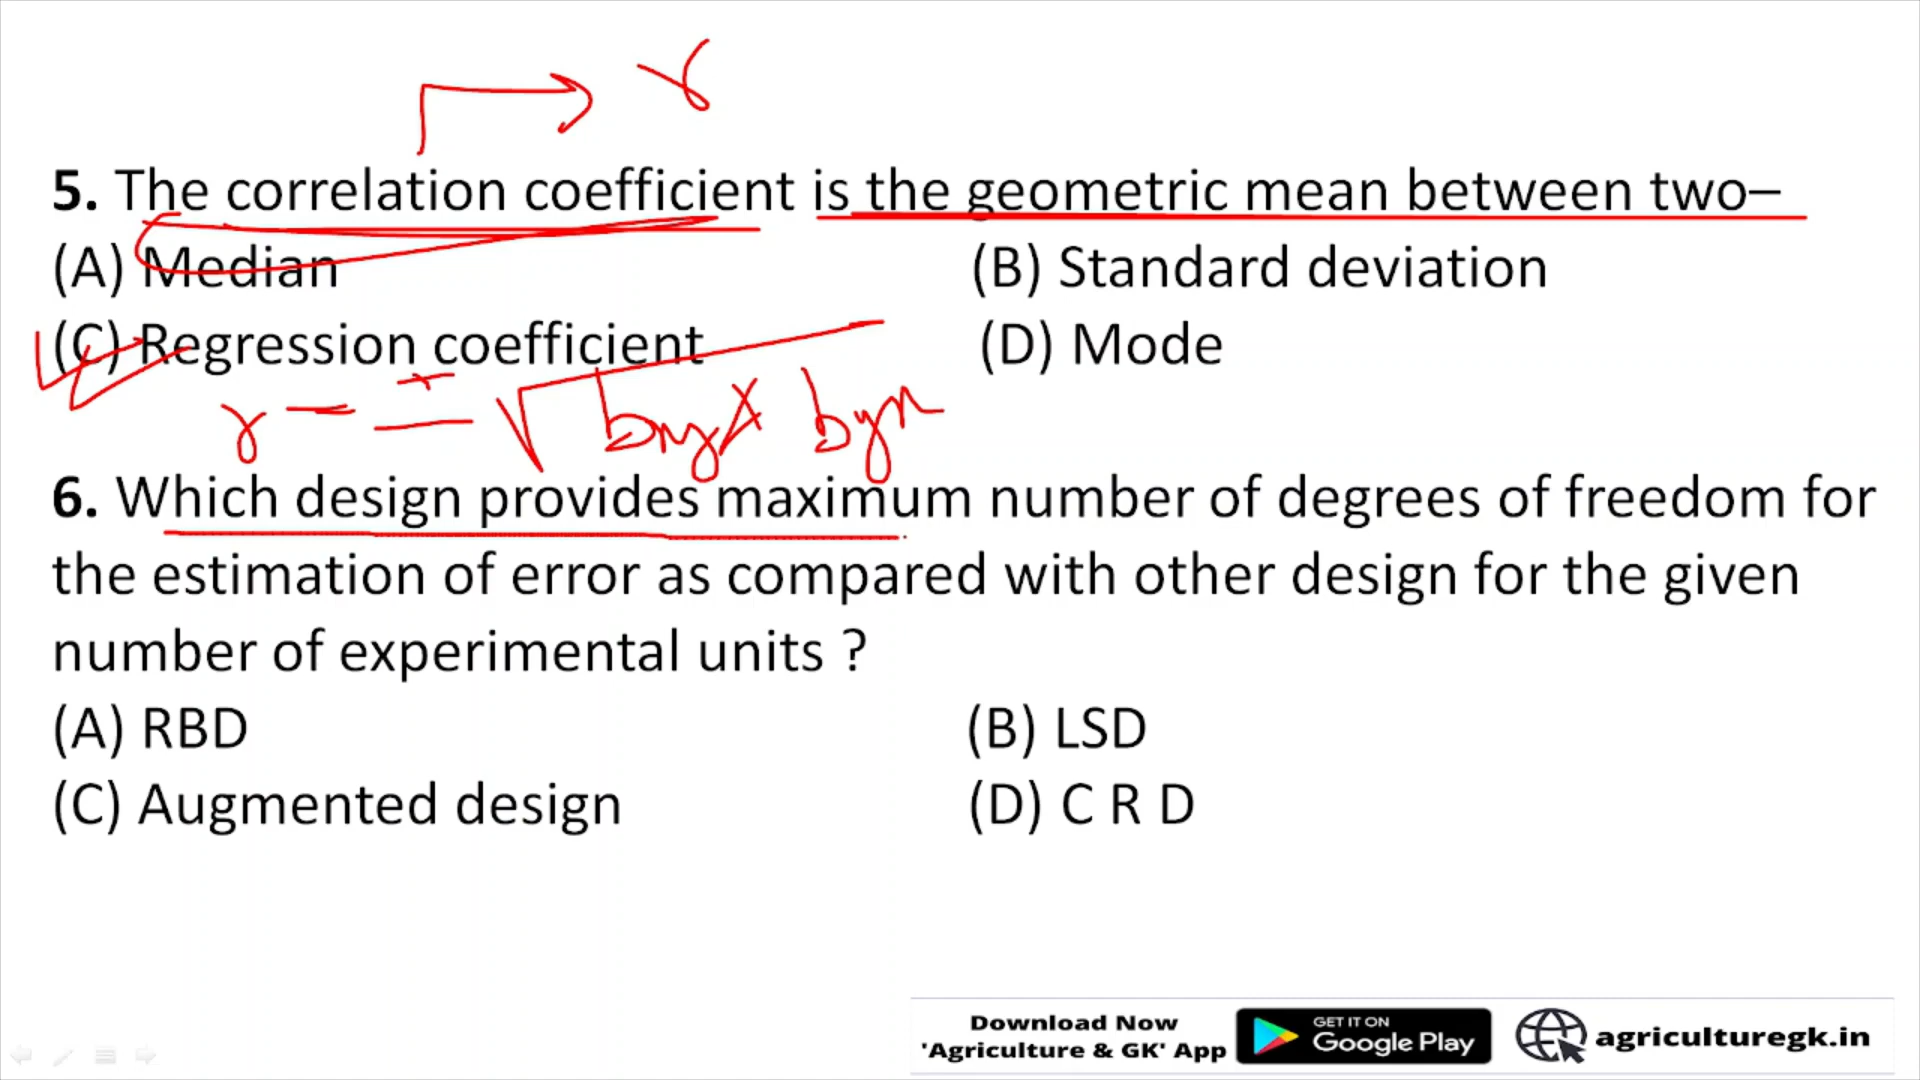 r
5. The correlation coefficient is the geometric mean between two–
(A) Median (B) Standard deviation
(C) Regression coefficient (D) Mode
r = ± √ bxy × byx
6. Which design provides maximum number of degrees of freedom for
the estimation of error as compared with other design for the given
number of experimental units ?
(A) RBD (B) LSD
(C) Augmented design (D) C R D
Download Now
'Agriculture & GK' App
GET IT ON
Google Play
agriculturegk.in